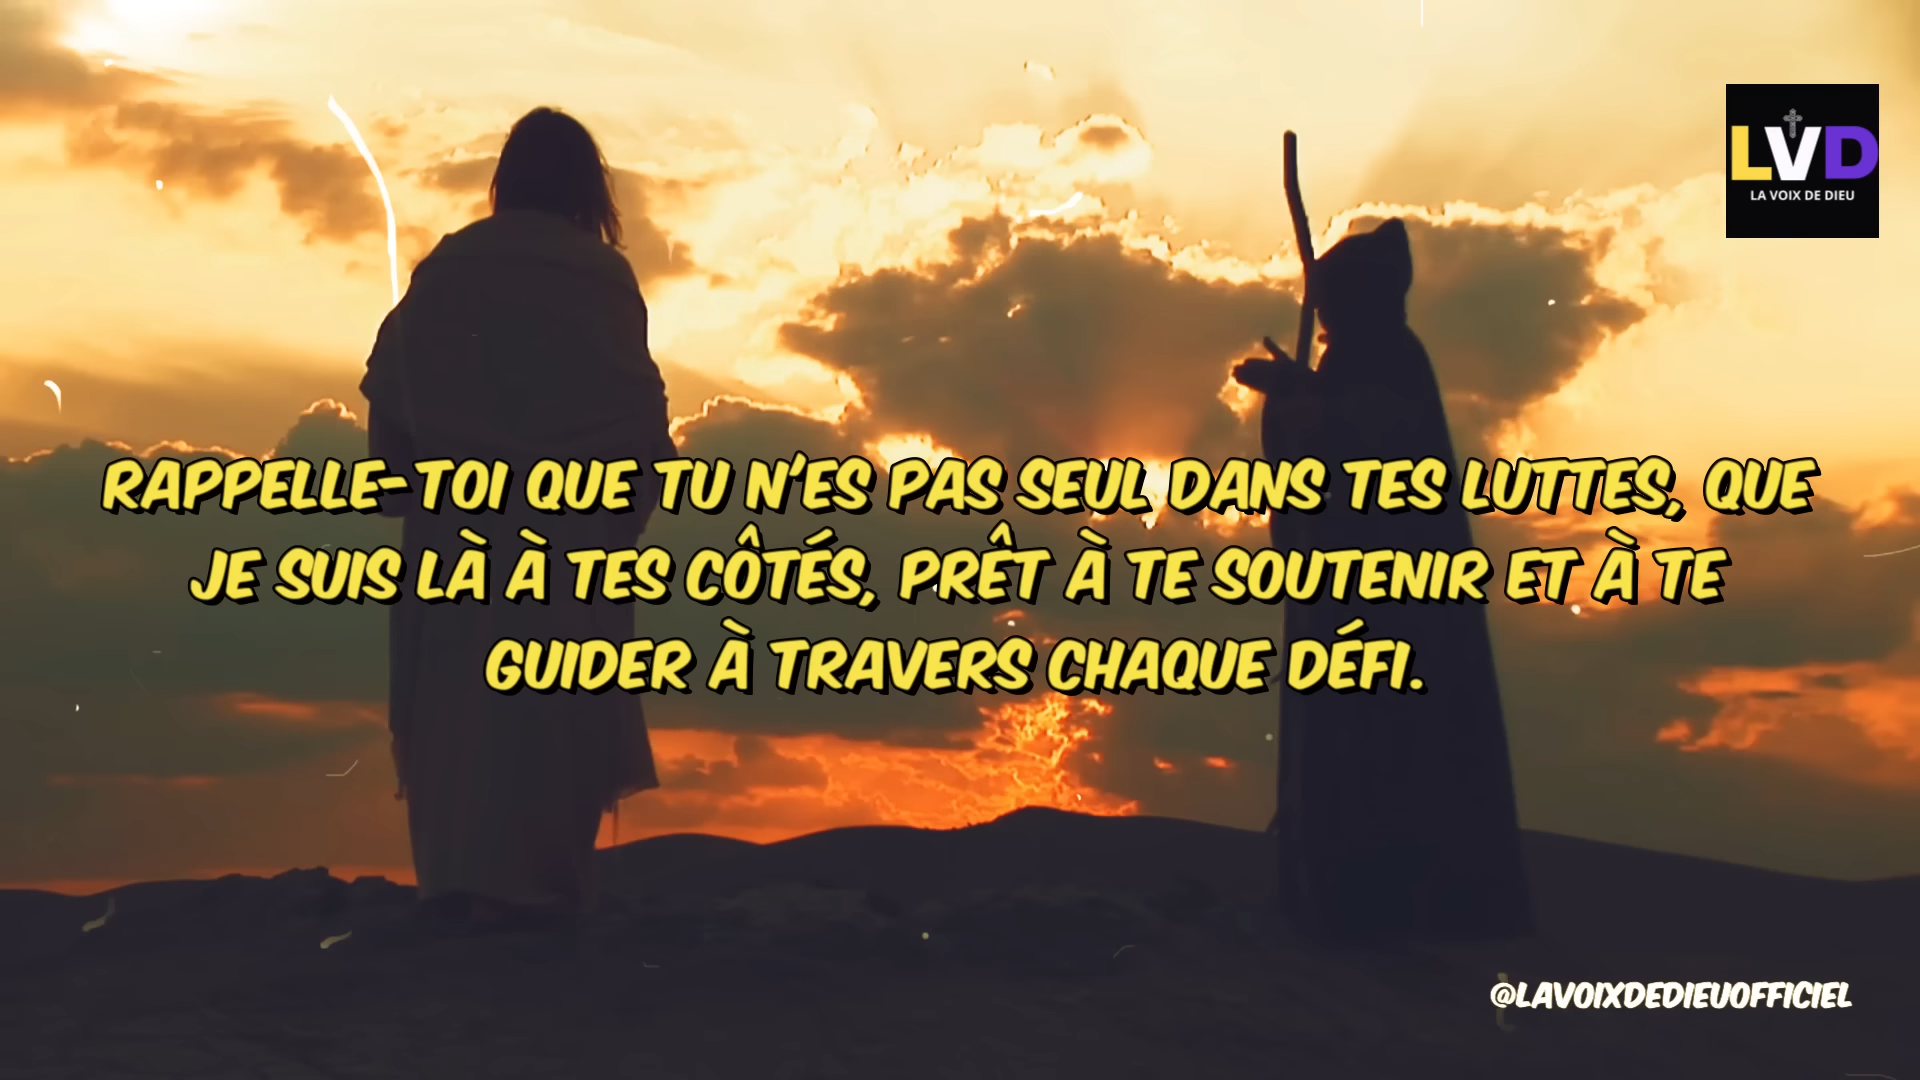 LVD
LA VOIX DE DIEU
RAPPELLE-TOI QUE TU N'ES PAS SEUL DANS TES LUTTES, QUE
JE SUIS LÀ À TES CÔTÉS, PRÊT À TE SOUTENIR ET À TE
GUIDER À TRAVERS CHAQUE DÉFI.
@LAVOIXDEDIEUOFFICIEL